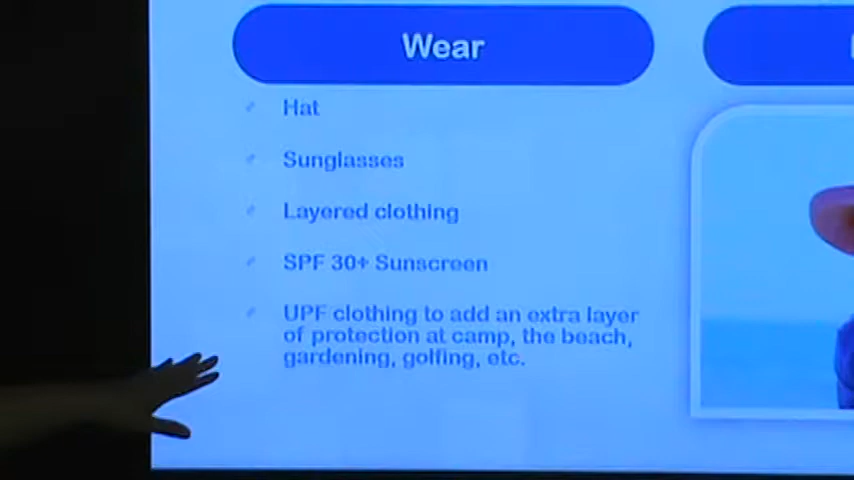 Wear
Hat
Sunglasses
Layered clothing
SPF 30+ Sunscreen
UPF clothing to add an extra layer
of protection at camp, the beach,
gardening, golfing, etc.